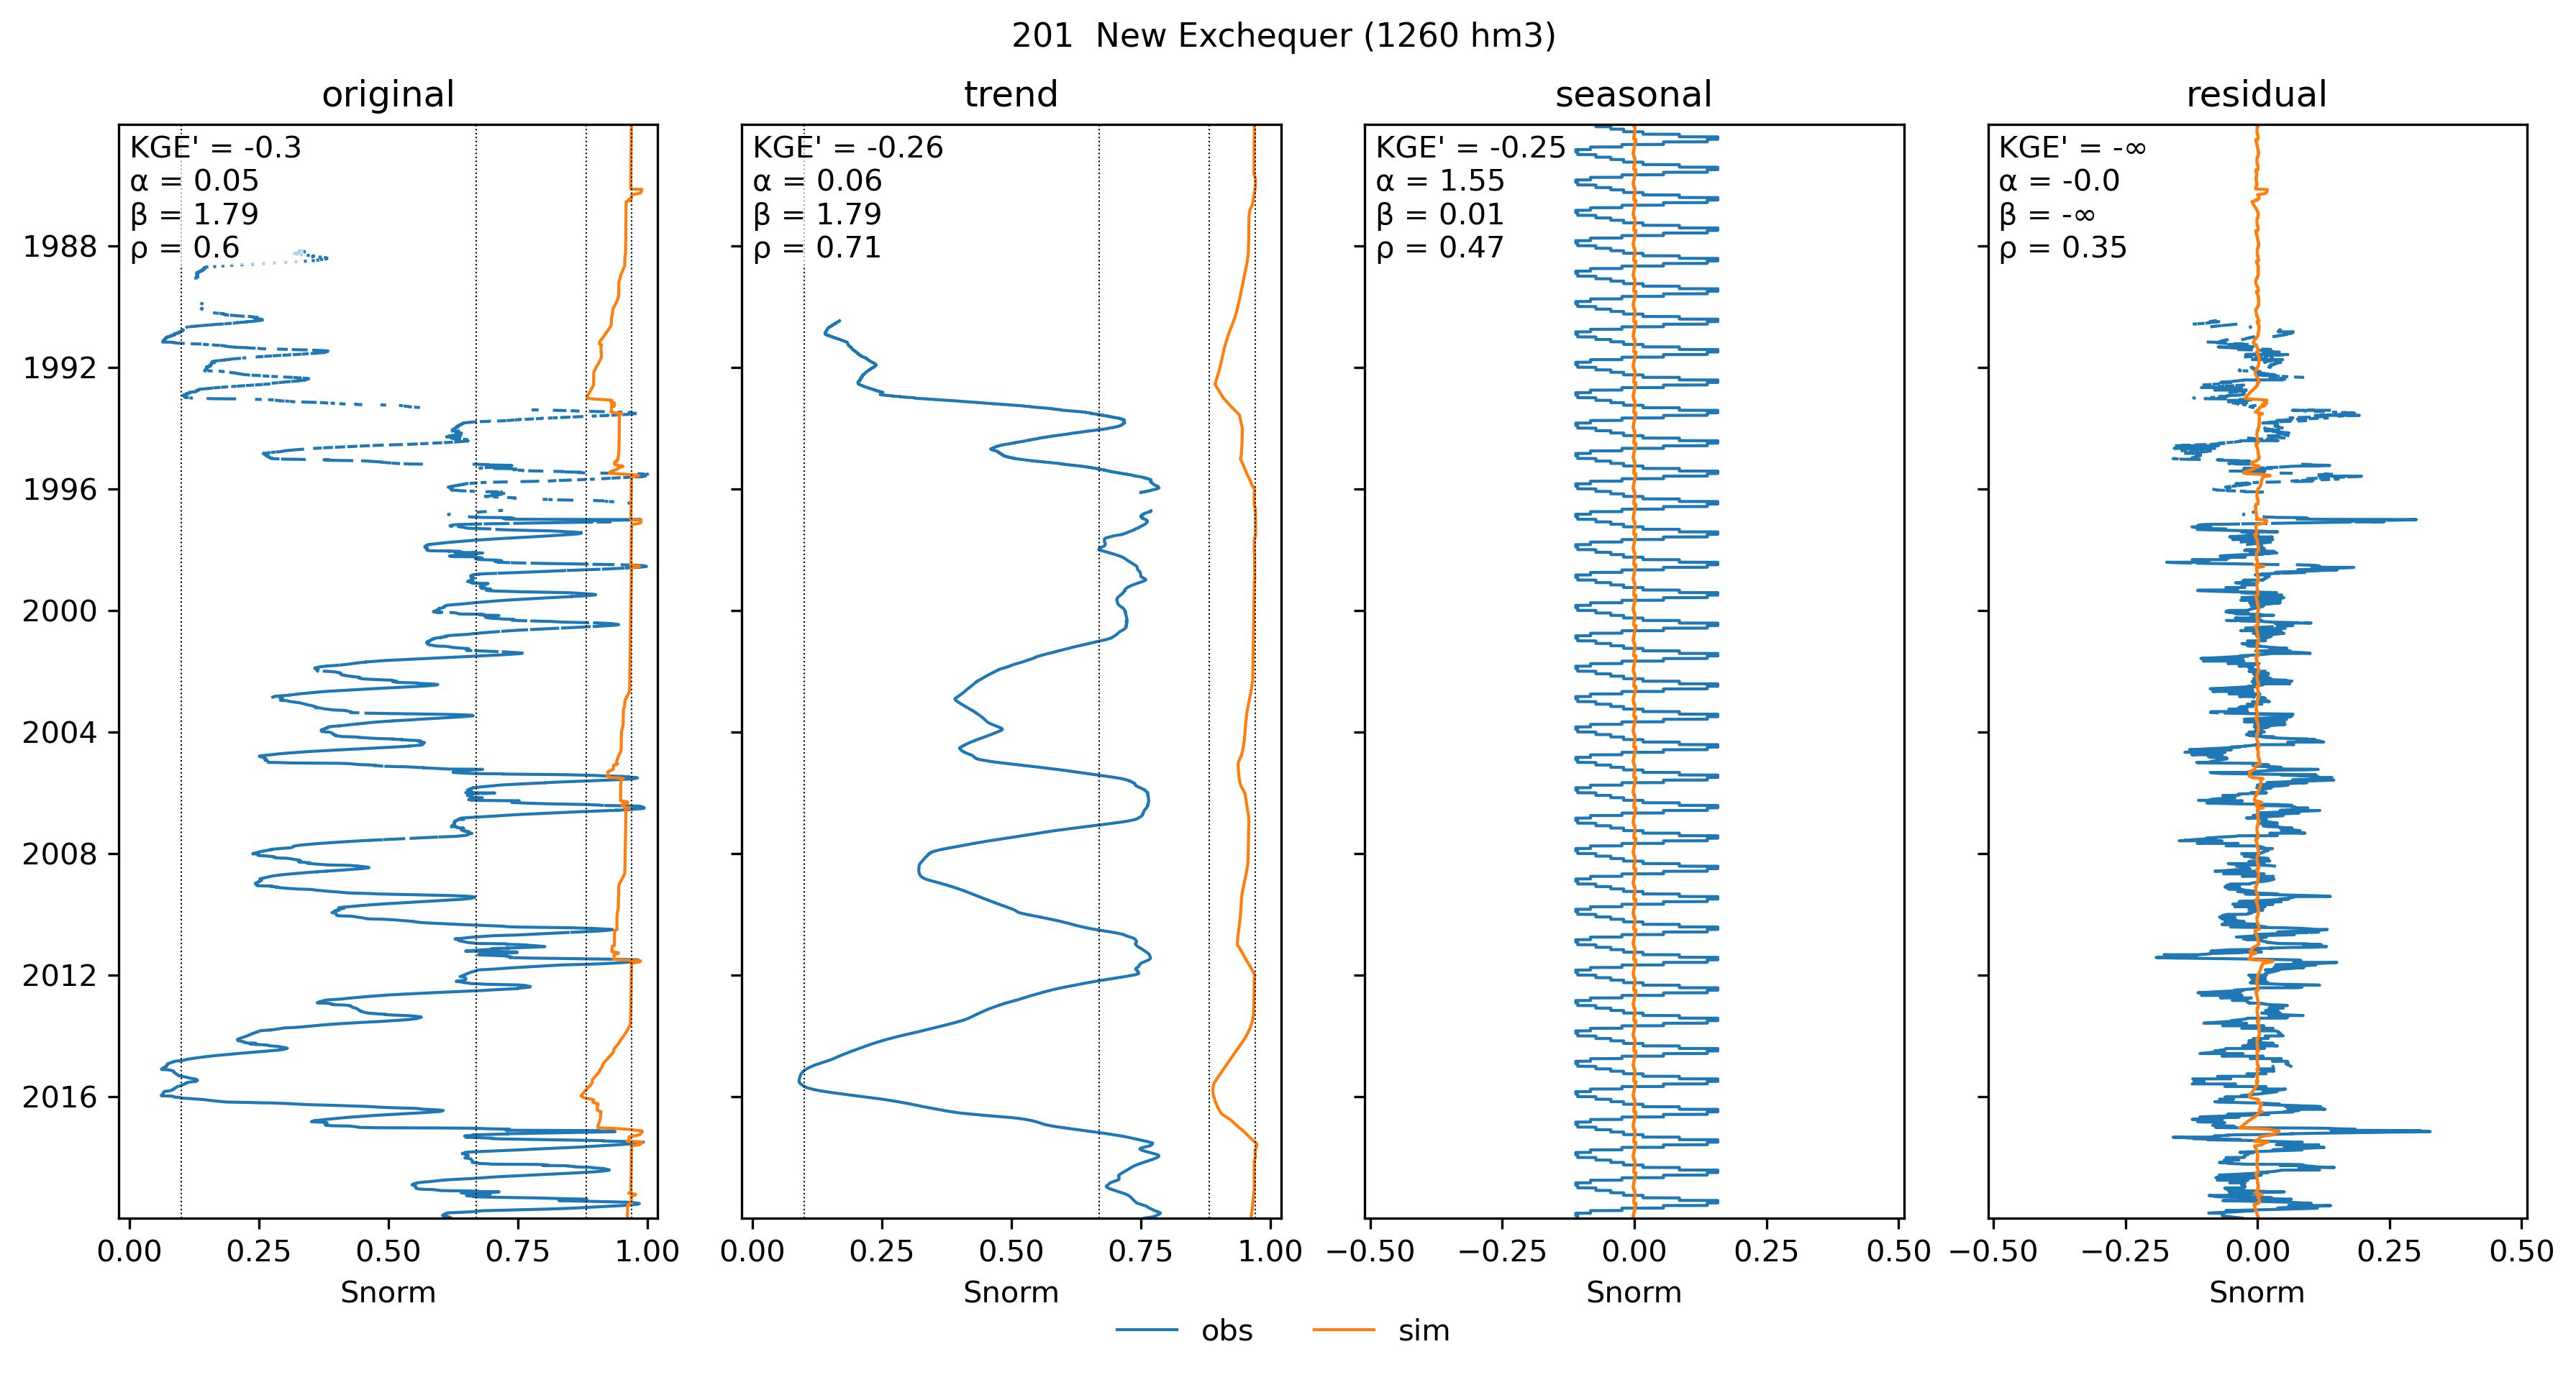 201  New Exchequer (1260 hm3)
original
trend
seasonal
residual
KGE' = -0.3
α = 0.05
β = 1.79
ρ = 0.6
KGE' = -0.26
α = 0.06
β = 1.79
ρ = 0.71
KGE' = -0.25
α = 1.55
β = 0.01
ρ = 0.47
KGE' = -∞
α = -0.0
β = -∞
ρ = 0.35
1988
1992
1996
2000
2004
2008
2012
2016
0.00 0.25 0.50 0.75 1.00
0.00 0.25 0.50 0.75 1.00
−0.50 −0.25 0.00 0.25 0.50
−0.50 −0.25 0.00 0.25 0.50
Snorm
Snorm
Snorm
Snorm
obs
sim